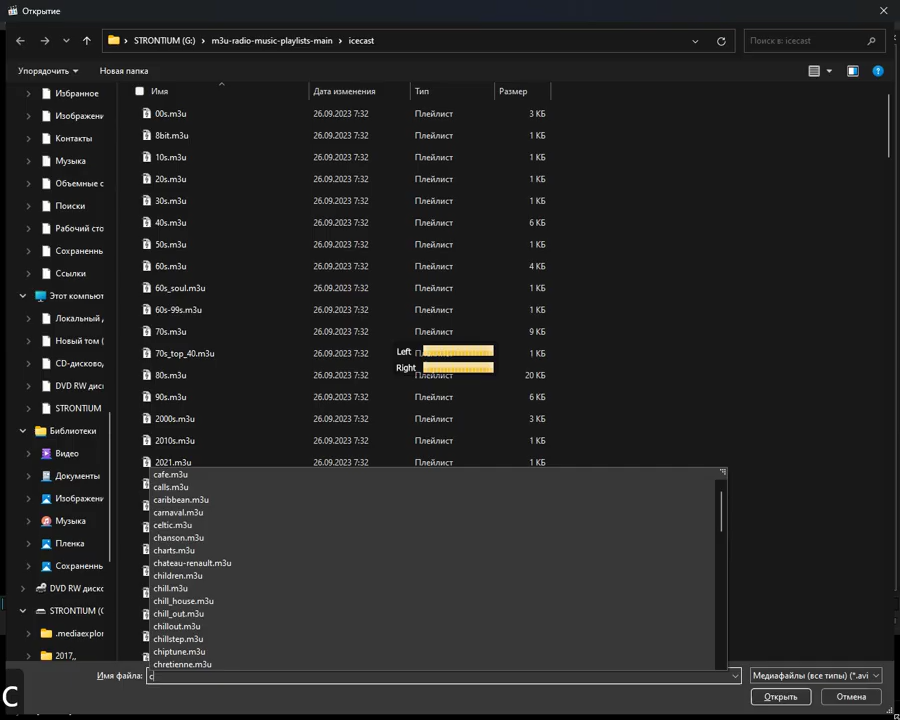 Открытие
STRONTIUM (G:) › m3u-radio-music-playlists-main › icecast
Поиск в: icecast
Упорядочить
Новая папка
Имя Дата изменения Тип Размер
00s.m3u 26.09.2023 7:32 Плейлист 3 КБ
8bit.m3u 26.09.2023 7:32 Плейлист 1 КБ
10s.m3u 26.09.2023 7:32 Плейлист 1 КБ
20s.m3u 26.09.2023 7:32 Плейлист 1 КБ
30s.m3u 26.09.2023 7:32 Плейлист 1 КБ
40s.m3u 26.09.2023 7:32 Плейлист 6 КБ
50s.m3u 26.09.2023 7:32 Плейлист 1 КБ
60s.m3u 26.09.2023 7:32 Плейлист 4 КБ
60s_soul.m3u 26.09.2023 7:32 Плейлист 1 КБ
60s-99s.m3u 26.09.2023 7:32 Плейлист 1 КБ
70s.m3u 26.09.2023 7:32 Плейлист 9 КБ
70s_top_40.m3u 26.09.2023 7:32 1 КБ
80s.m3u 26.09.2023 7:32 Плейлист 20 КБ
90s.m3u 26.09.2023 7:32 Плейлист 6 КБ
2000s.m3u 26.09.2023 7:32 Плейлист 3 КБ
2010s.m3u 26.09.2023 7:32 Плейлист 1 КБ
2021.m3u 26.09.2023 7:32 Плейлист 1 КБ
Left
Right
Избранное
Изображени
Контакты
Музыка
Объемные с
Поиски
Рабочий сто
Сохраненны
Ссылки
Этот компьют
Локальный д
Новый том (
CD-дисково
DVD RW диск
STRONTIUM
Библиотеки
Видео
Документы
Изображени
Музыка
Пленка
Сохраненны
DVD RW диско
STRONTIUM (G
.mediaexplor
2017,,
cafe.m3u
calls.m3u
caribbean.m3u
carnaval.m3u
celtic.m3u
chanson.m3u
charts.m3u
chateau-renault.m3u
children.m3u
chill.m3u
chill_house.m3u
chill_out.m3u
chillout.m3u
chillstep.m3u
chiptune.m3u
chretienne.m3u
Имя файла: c
Медиафайлы (все типы) (*.avi
Открыть
Отмена
C